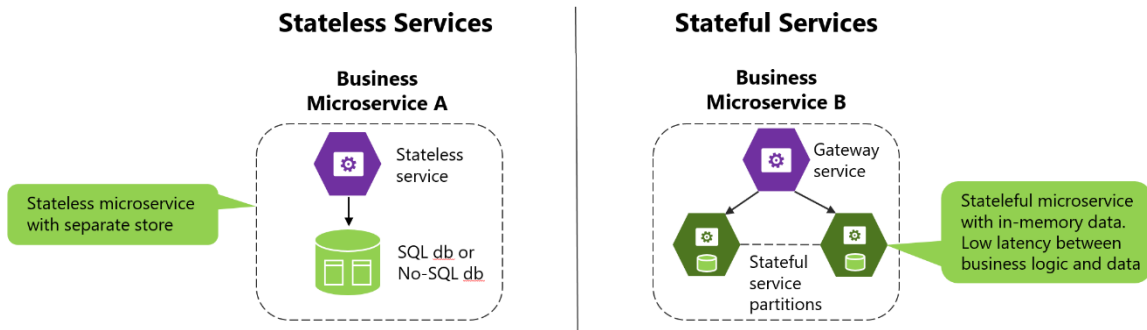 Stateless Services
Business
Microservice A
Stateless
service
Stateless microservice
with separate store
SQL db or
No-SQL db
Stateful Services
Business
Microservice B
Gateway
service
Stateful
service
partitions
Stateleful microservice
with in-memory data.
Low latency between
business logic and data